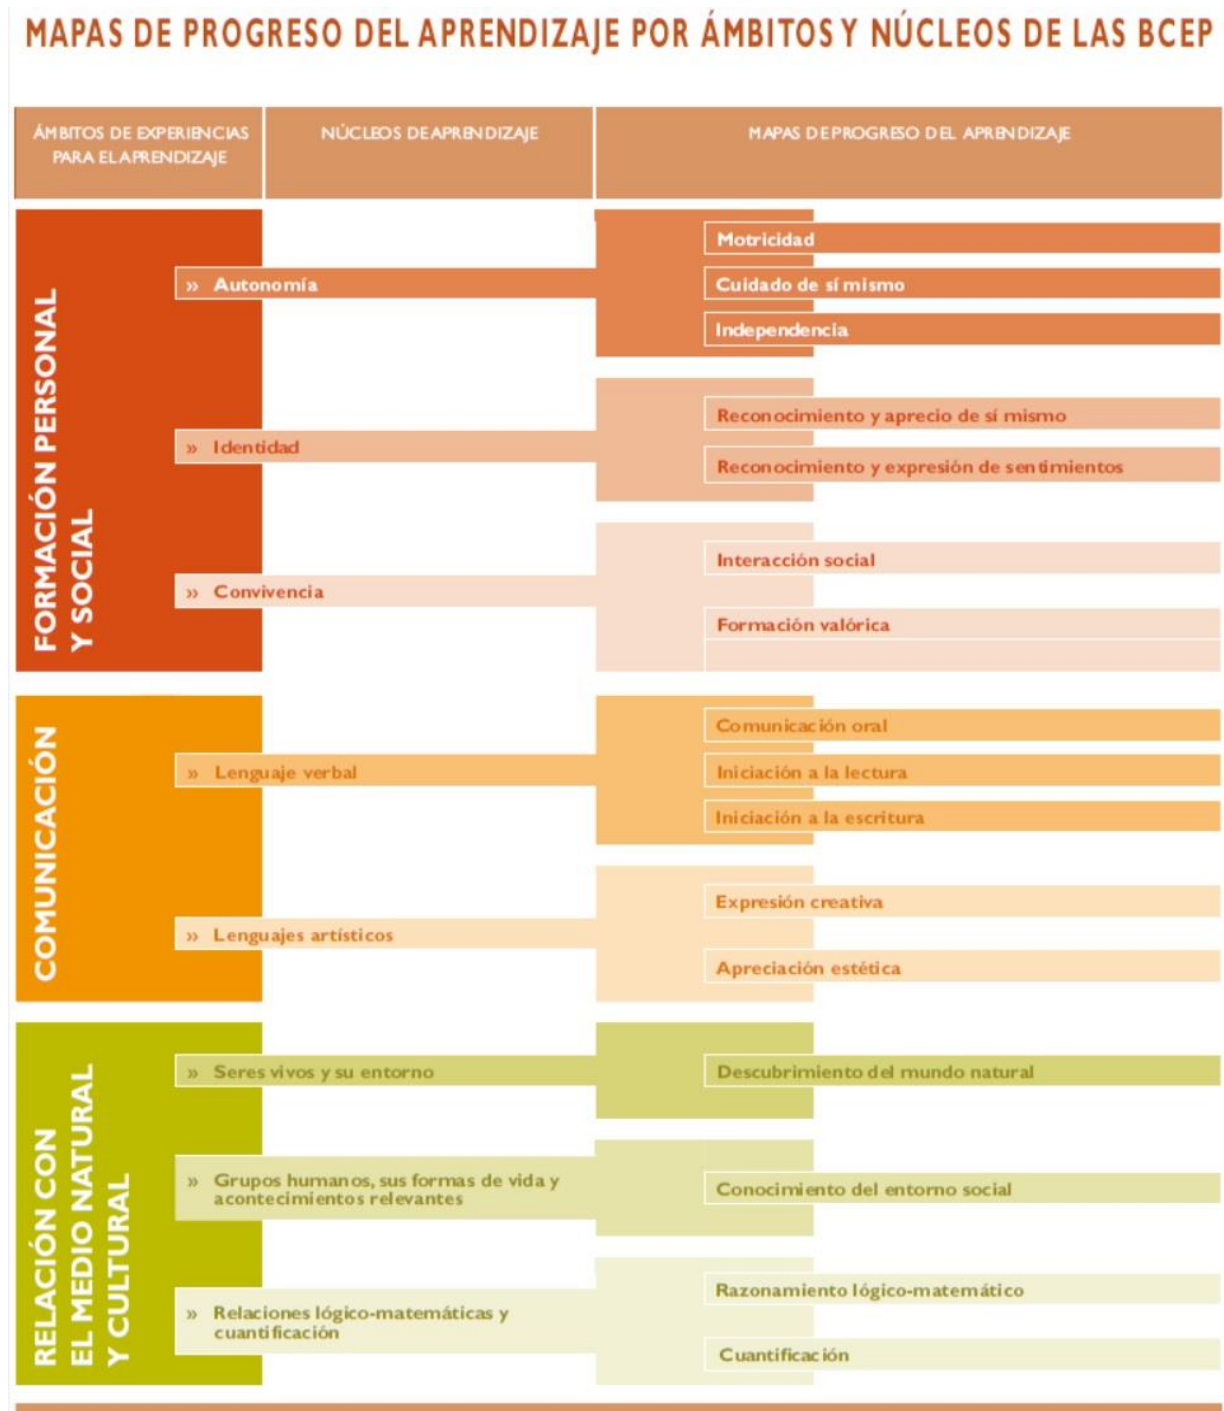 MAPAS DE PROGRESO DEL APRENDIZAJE POR ÁMBITOS Y NÚCLEOS DE LAS BCEP
ÁMBITOS DE EXPERIENCIAS
PARA EL APRENDIZAJE
NÚCLEOS DE APRENDIZAJE
MAPAS DE PROGRESO DEL APRENDIZAJE
FORMACIÓN PERSONAL
Y SOCIAL
» Autonomía
Motricidad
Cuidado de sí mismo
Independencia
» Identidad
Reconocimiento y aprecio de sí mismo
Reconocimiento y expresión de sentimientos
» Convivencia
Interacción social
Formación valórica
COMUNICACIÓN
» Lenguaje verbal
Comunicación oral
Iniciación a la lectura
Iniciación a la escritura
» Lenguajes artísticos
Expresión creativa
Apreciación estética
RELACIÓN CON
EL MEDIO NATURAL
Y CULTURAL
» Seres vivos y su entorno
Descubrimiento del mundo natural
» Grupos humanos, sus formas de vida y
acontecimientos relevantes
Conocimiento del entorno social
» Relaciones lógico-matemáticas y
cuantificación
Razonamiento lógico-matemático
Cuantificación